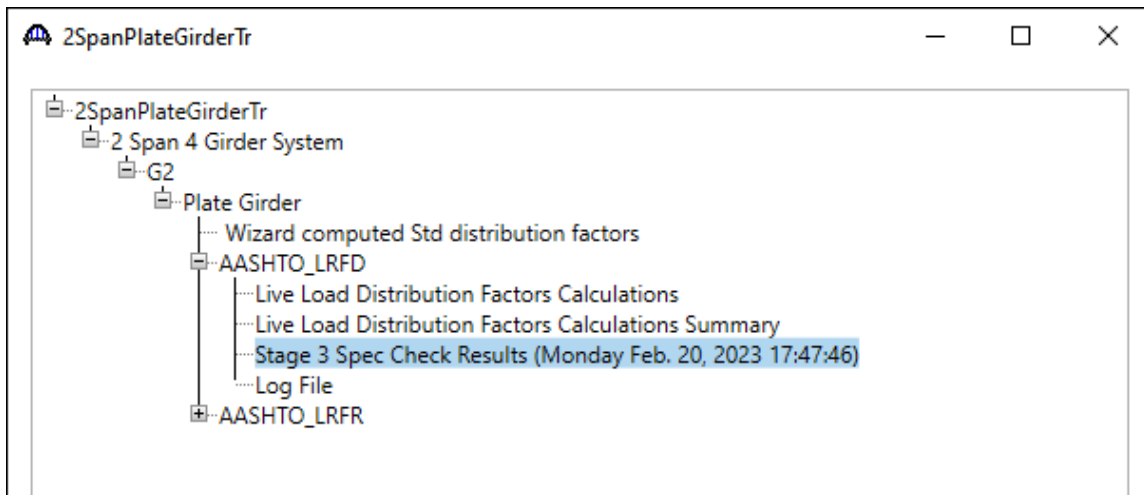 2SpanPlateGirderTr
2SpanPlateGirderTr
2 Span 4 Girder System
G2
Plate Girder
Wizard computed Std distribution factors
AASHTO_LRFD
Live Load Distribution Factors Calculations
Live Load Distribution Factors Calculations Summary
Stage 3 Spec Check Results (Monday Feb. 20, 2023 17:47:46)
Log File
AASHTO_LRFR